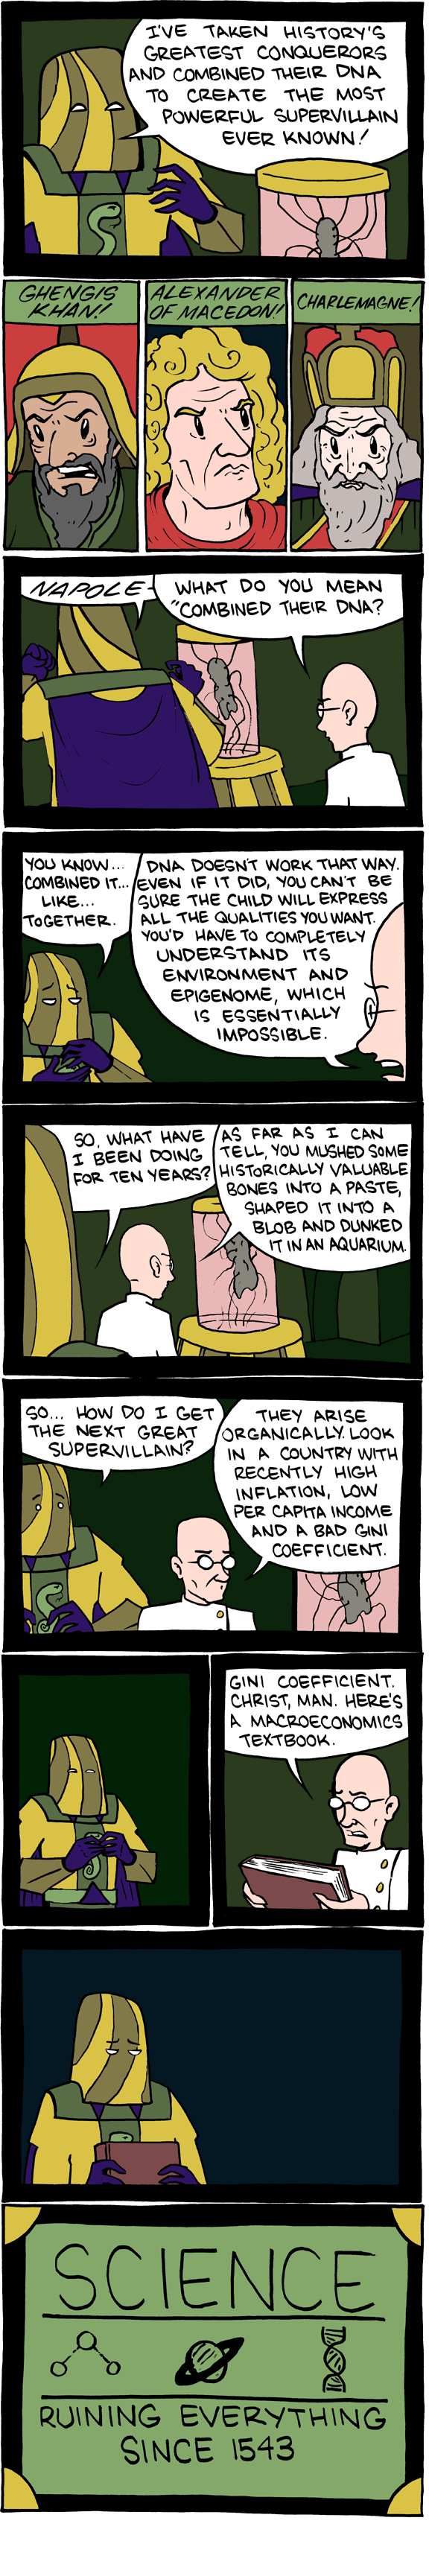 I'VE TAKEN HISTORY'S
GREATEST CONQUERORS
AND COMBINED THEIR DNA
TO CREATE THE MOST
POWERFUL SUPERVILLAIN
EVER KNOWN!
GHENGIS
KHAN!
ALEXANDER
OF MACEDON!
CHARLEMAGNE!
NAPOLE-
WHAT DO YOU MEAN
"COMBINED THEIR DNA?
YOU KNOW...
COMBINED IT...
LIKE...
TOGETHER.
DNA DOESN'T WORK THAT WAY.
EVEN IF IT DID, YOU CAN'T BE
SURE THE CHILD WILL EXPRESS
ALL THE QUALITIES YOU WANT.
YOU'D HAVE TO COMPLETELY
UNDERSTAND ITS
ENVIRONMENT AND
EPIGENOME, WHICH
IS ESSENTIALLY
IMPOSSIBLE.
SO, WHAT HAVE
I BEEN DOING
FOR TEN YEARS?
AS FAR AS I CAN
TELL, YOU MUSHED SOME
HISTORICALLY VALUABLE
BONES INTO A PASTE,
SHAPED IT INTO A
BLOB AND DUNKED
IT IN AN AQUARIUM.
SO... HOW DO I GET
THE NEXT GREAT
SUPERVILLAIN?
THEY ARISE
ORGANICALLY. LOOK
IN A COUNTRY WITH
RECENTLY HIGH
INFLATION, LOW
PER CAPITA INCOME
AND A BAD GINI
COEFFICIENT.
GINI COEFFICIENT.
CHRIST, MAN. HERE'S
A MACROECONOMICS
TEXTBOOK.
SCIENCE
RUINING EVERYTHING
SINCE 1543